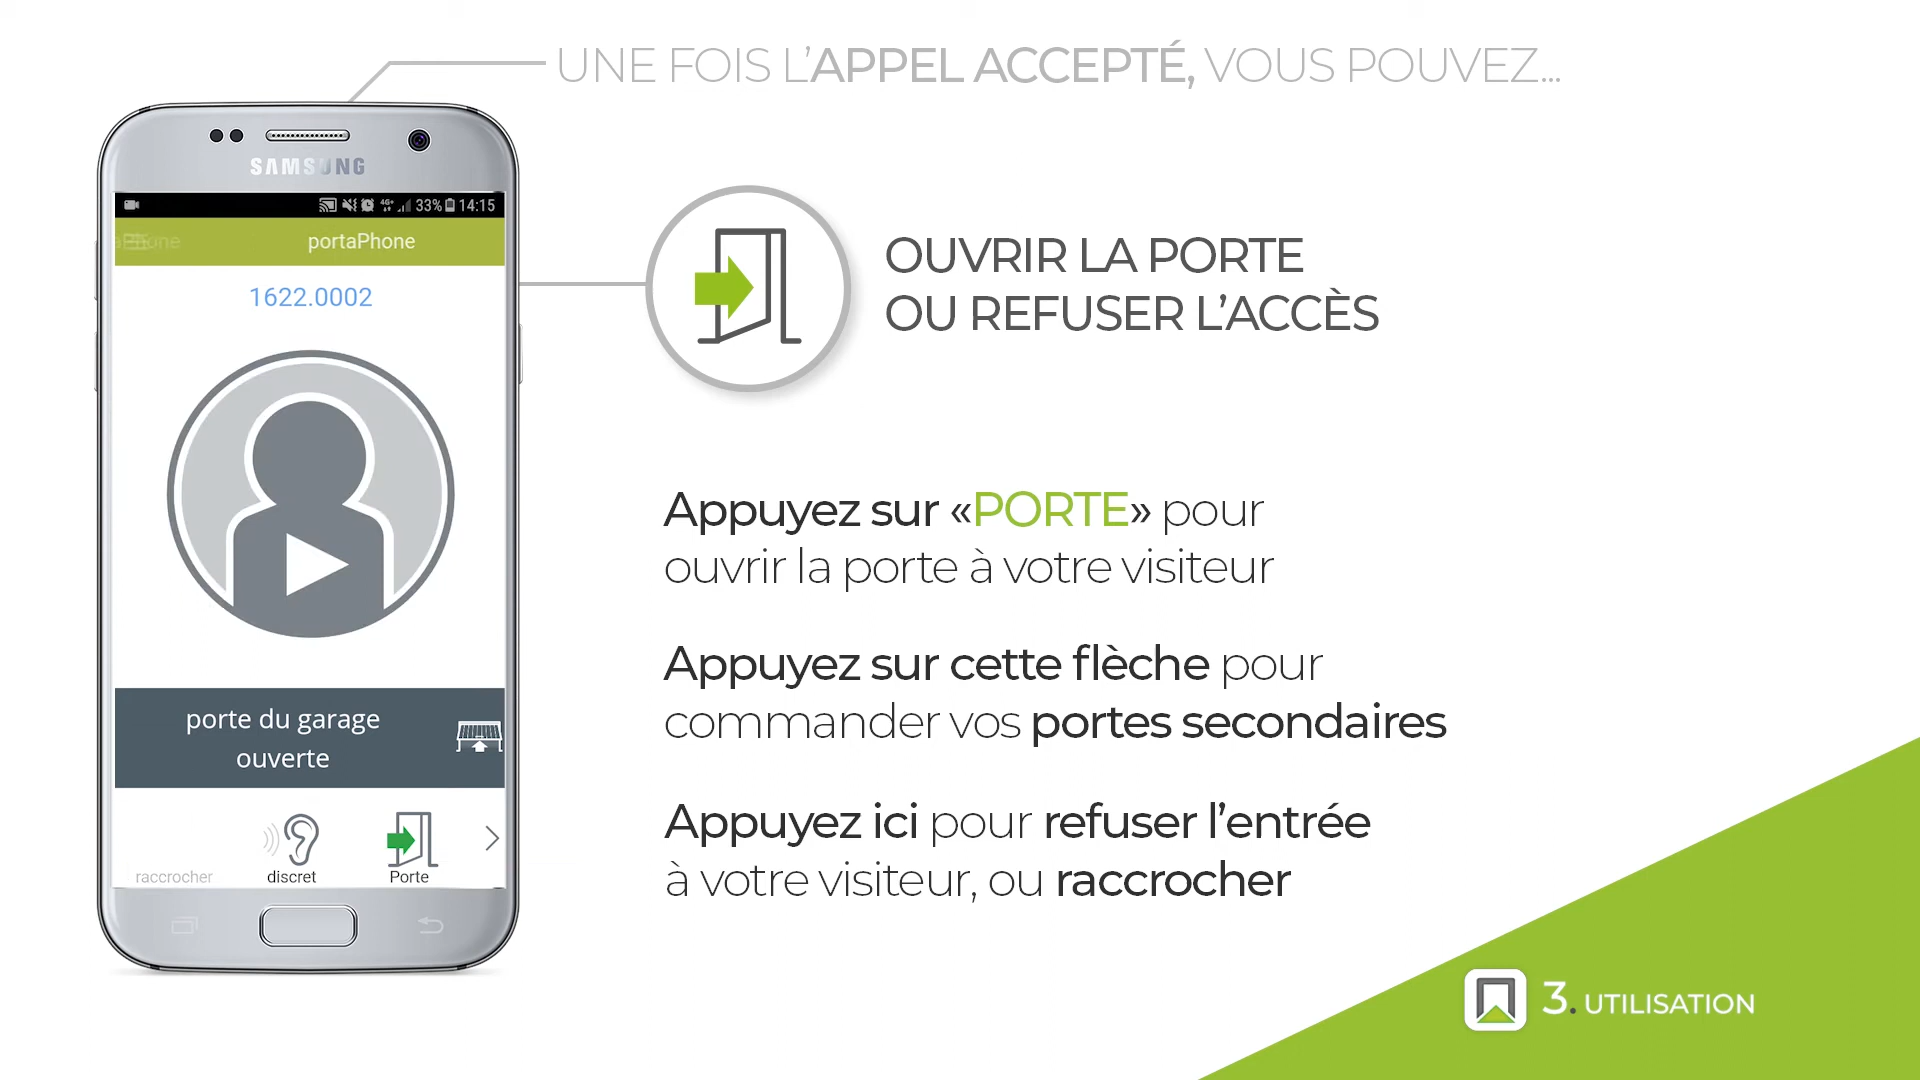 UNE FOIS L’APPEL ACCEPTÉ, VOUS POUVEZ...
SAMSUNG
4G+ 33% 14:15
portaPhone
1622.0002
OUVRIR LA PORTE
OU REFUSER L’ACCÈS
Appuyez sur «PORTE» pour
ouvrir la porte à votre visiteur
Appuyez sur cette flèche pour
commander vos portes secondaires
porte du garage
ouverte
Appuyez ici pour refuser l’entrée
à votre visiteur, ou raccrocher
raccrocher discret Porte
3. UTILISATION